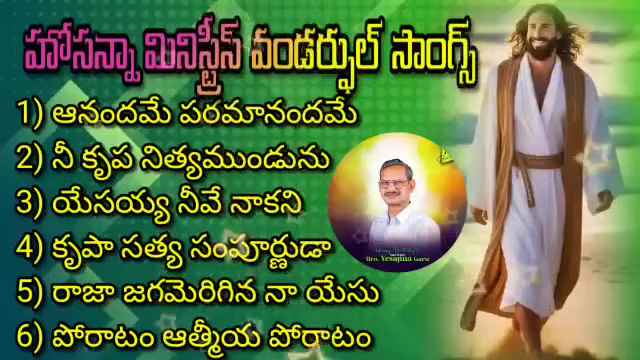 హోసన్నా మినిస్ట్రీస్ వండర్ఫుల్ సాంగ్స్
1) ఆనందమే పరమానందమే
2) నీ కృప నిత్యముండును
3) యేసయ్య నీవే నాకని
4) కృపా సత్య సంపూర్ణుడా
5) రాజా జగమెరిగిన నా యేసు
6) పోరాటం ఆత్మీయ పోరాటం
Bro. Yesanna Garu